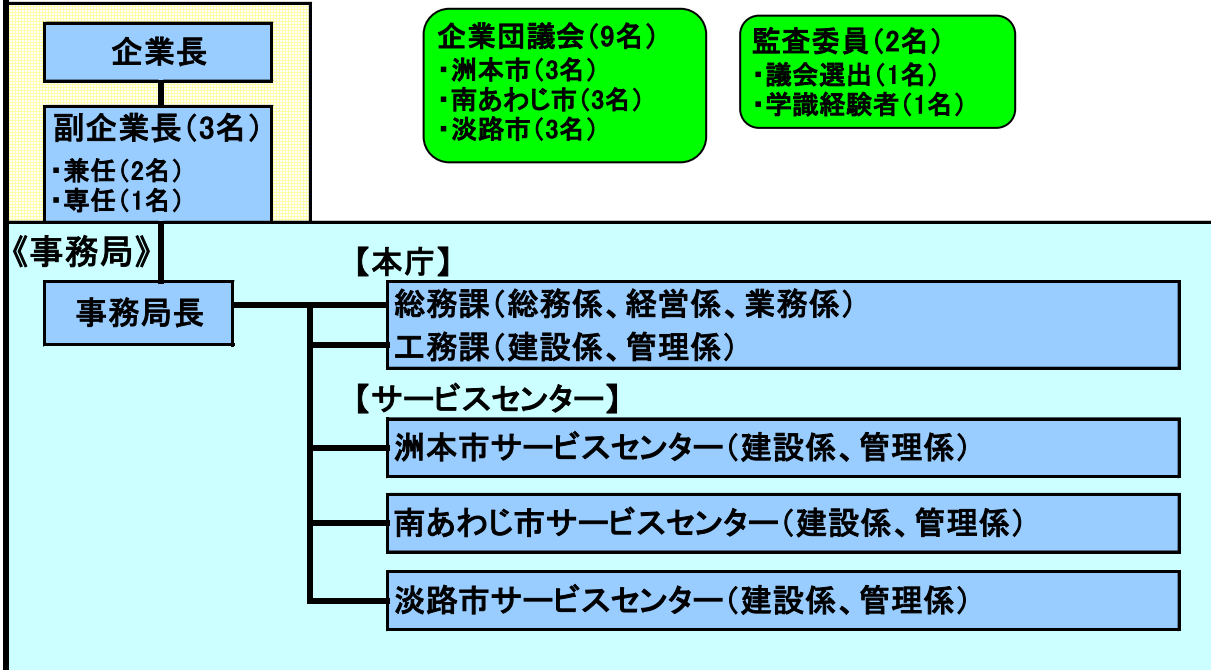 企業長
副企業長(3名)
・兼任(2名)
・専任(1名)
企業団議会(9名)
・洲本市(3名)
・南あわじ市(3名)
・淡路市(3名)
監査委員(2名)
・議会選出(1名)
・学識経験者(1名)
《事務局》
事務局長
【本庁】
総務課(総務係、経営係、業務係)
工務課(建設係、管理係)
【サービスセンター】
洲本市サービスセンター(建設係、管理係)
南あわじ市サービスセンター(建設係、管理係)
淡路市サービスセンター(建設係、管理係)